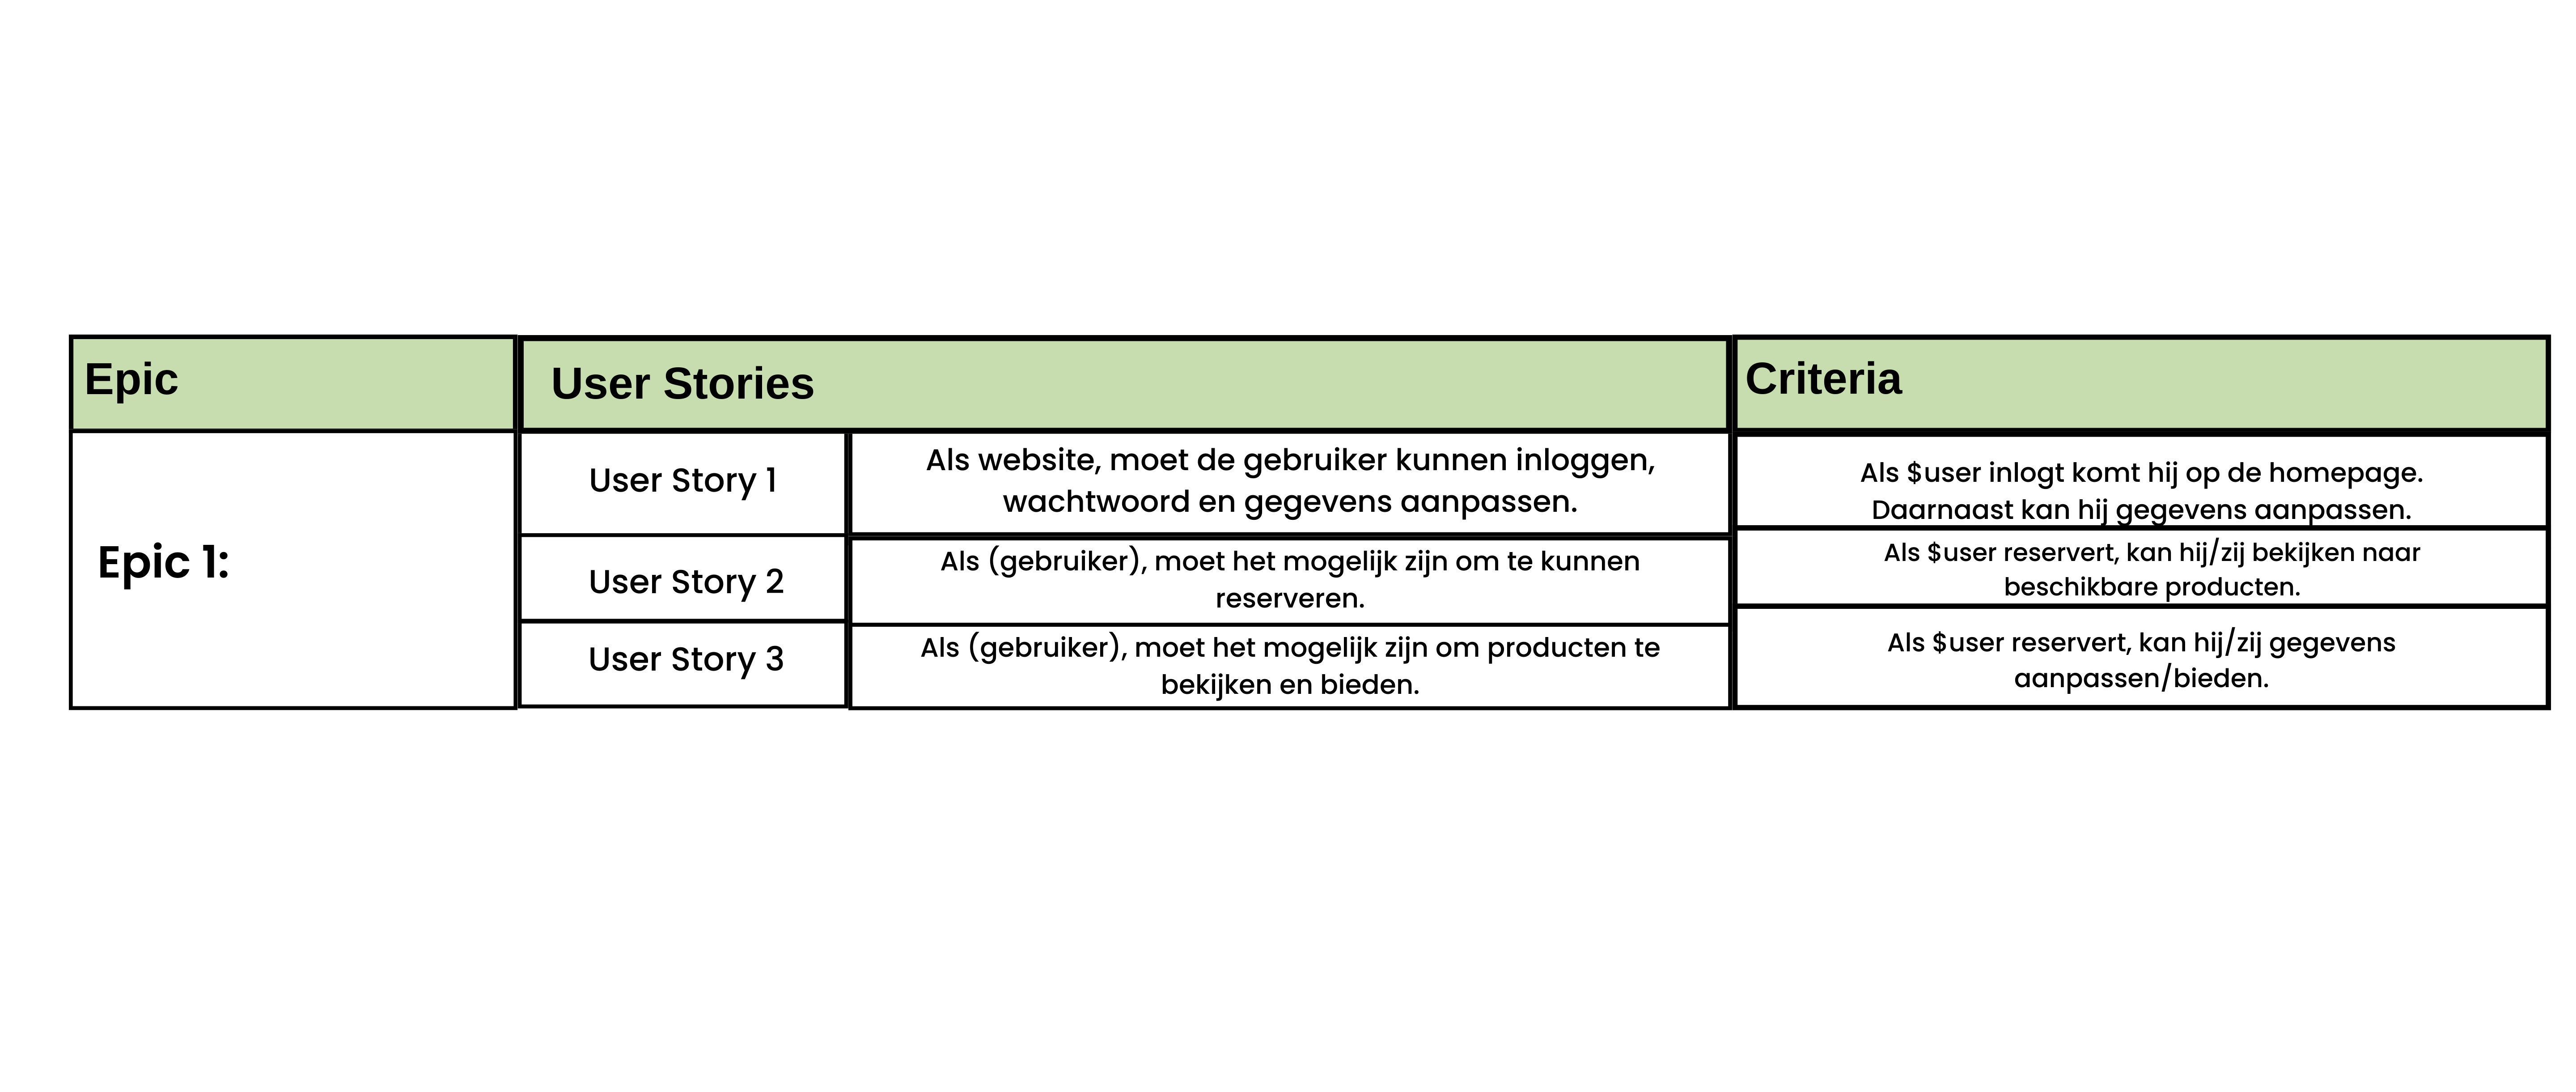 Epic
User Stories
Criteria
Epic 1:
User Story 1
Als website, moet de gebruiker kunnen inloggen,
wachtwoord en gegevens aanpassen.
Als $user inlogt komt hij op de homepage.
Daarnaast kan hij gegevens aanpassen.
User Story 2
Als (gebruiker), moet het mogelijk zijn om te kunnen
reserveren.
Als $user reservert, kan hij/zij bekijken naar
beschikbare producten.
User Story 3
Als (gebruiker), moet het mogelijk zijn om producten te
bekijken en bieden.
Als $user reservert, kan hij/zij gegevens
aanpassen/bieden.